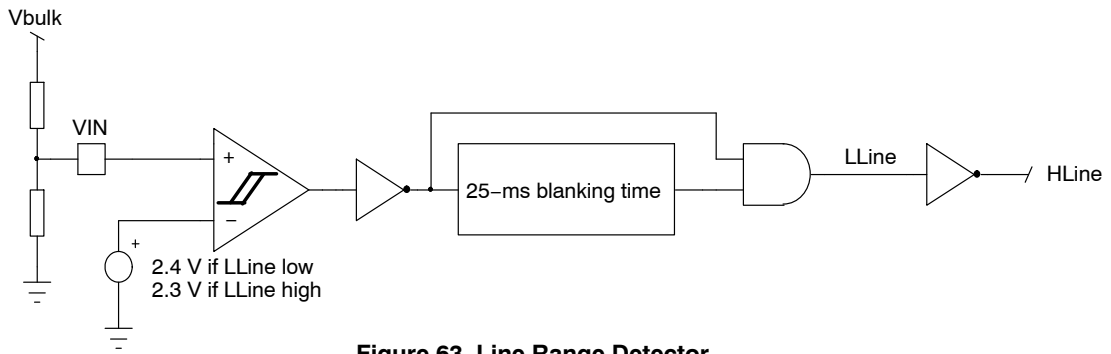 Vbulk
VIN
+
−
+
2.4 V if LLine low
2.3 V if LLine high
25−ms blanking time
LLine
HLine
Figure 63. Line Range Detector